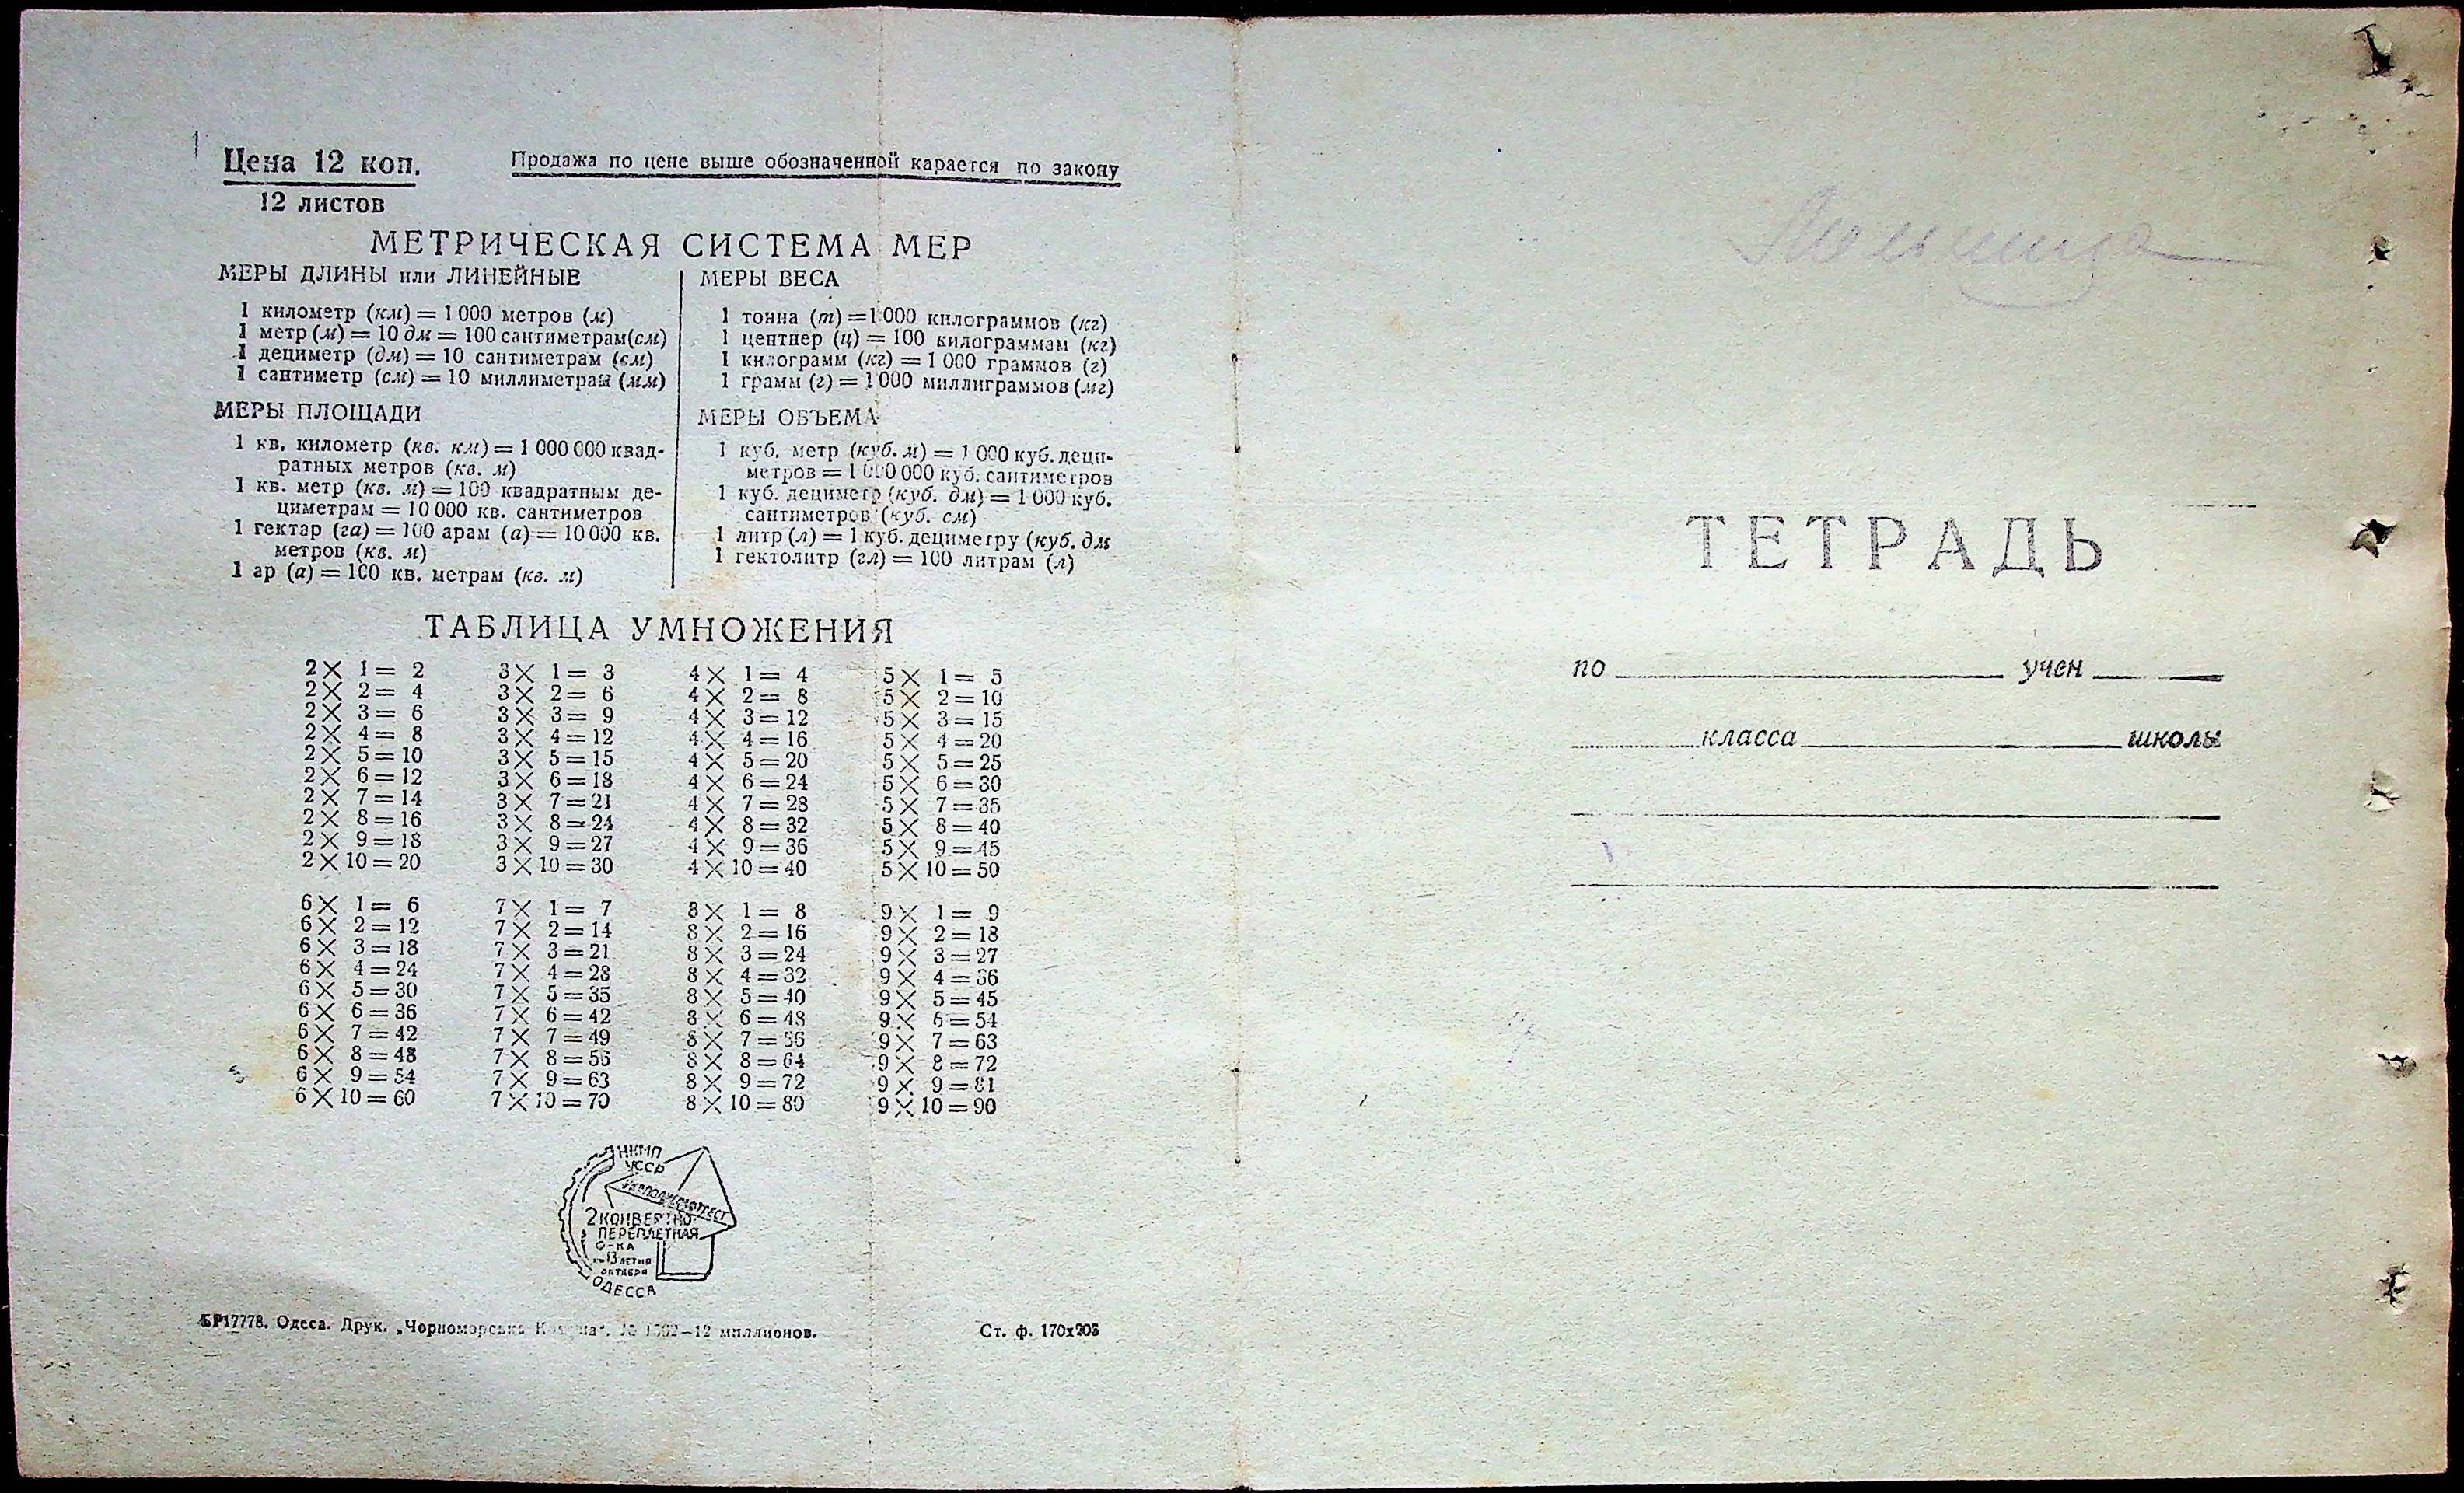 Цена 12 коп.
Продажа по цене выше обозначенной карается по закону
12 листов
МЕТРИЧЕСКАЯ СИСТЕМА МЕР
МЕРЫ ДЛИНЫ или ЛИНЕЙНЫЕ
1 километр (км) = 1 000 метров (м)
1 метр (м) = 10 дм = 100 сантиметрам (см)
1 дециметр (дм) = 10 сантиметрам (см)
1 сантиметр (см) = 10 миллиметрам (мм)
МЕРЫ ПЛОЩАДИ
1 кв. километр (кв. км) = 1 000 000 квад-
ратных метров (кв. м)
1 кв. метр (кв. м) = 100 квадратным де-
циметрам = 10 000 кв. сантиметров
1 гектар (га) = 100 арам (а) = 10 000 кв.
метров (кв. м)
1 ар (а) = 100 кв. метрам (кв. м)
МЕРЫ ВЕСА
1 тонна (т) = 1 000 килограммов (кг)
1 центнер (ц) = 100 килограммам (кг)
1 килограмм (кг) = 1 000 граммов (г)
1 грамм (г) = 1 000 миллиграммов (мг)
МЕРЫ ОБЪЕМА
1 куб. метр (куб. м) = 1 000 куб. деци-
метров = 1 000 000 куб. сантиметров
1 куб. дециметр (куб. дм) = 1 000 куб.
сантиметров (куб. см)
1 литр (л) = 1 куб. дециметру (куб. дм
1 гектолитр (гл) = 100 литрам (л)
ТАБЛИЦА УМНОЖЕНИЯ
2 × 1 = 2 3 × 1 = 3 4 × 1 = 4 5 × 1 = 5
2 × 2 = 4 3 × 2 = 6 4 × 2 = 8 5 × 2 = 10
2 × 3 = 6 3 × 3 = 9 4 × 3 = 12 5 × 3 = 15
2 × 4 = 8 3 × 4 = 12 4 × 4 = 16 5 × 4 = 20
2 × 5 = 10 3 × 5 = 15 4 × 5 = 20 5 × 5 = 25
2 × 6 = 12 3 × 6 = 18 4 × 6 = 24 5 × 6 = 30
2 × 7 = 14 3 × 7 = 21 4 × 7 = 28 5 × 7 = 35
2 × 8 = 16 3 × 8 = 24 4 × 8 = 32 5 × 8 = 40
2 × 9 = 18 3 × 9 = 27 4 × 9 = 36 5 × 9 = 45
2 × 10 = 20 3 × 10 = 30 4 × 10 = 40 5 × 10 = 50
6 × 1 = 6 7 × 1 = 7 8 × 1 = 8 9 × 1 = 9
6 × 2 = 12 7 × 2 = 14 8 × 2 = 16 9 × 2 = 18
6 × 3 = 18 7 × 3 = 21 8 × 3 = 24 9 × 3 = 27
6 × 4 = 24 7 × 4 = 28 8 × 4 = 32 9 × 4 = 36
6 × 5 = 30 7 × 5 = 35 8 × 5 = 40 9 × 5 = 45
6 × 6 = 36 7 × 6 = 42 8 × 6 = 48 9 × 6 = 54
6 × 7 = 42 7 × 7 = 49 8 × 7 = 56 9 × 7 = 63
6 × 8 = 48 7 × 8 = 56 8 × 8 = 64 9 × 8 = 72
6 × 9 = 54 7 × 9 = 63 8 × 9 = 72 9 × 9 = 81
6 × 10 = 60 7 × 10 = 70 8 × 10 = 80 9 × 10 = 90
НКМП
УССР
2 КОНВЕРТНО-
ПЕРЕПЛЕТНАЯ
Ф-КА
13 ЛЕТИЯ
ОКТЯБРЯ
ОДЕССА
БР17778. Одеса. Друк. „Чорноморська 12 миллионов.
Ст. ф. 170х205
ТЕТРАДЬ
по учен
класса школы